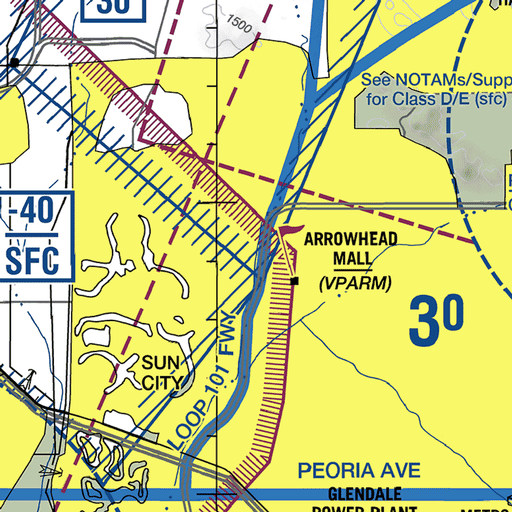 30
1500
See NOTAMs/Supp
for Class D/E (sfc)
-40
SFC
ARROWHEAD
MALL
(VPARM)
30
SUN
CITY
LOOP 101 FWY
PEORIA AVE
GLENDALE
POWER PLANT
METRO